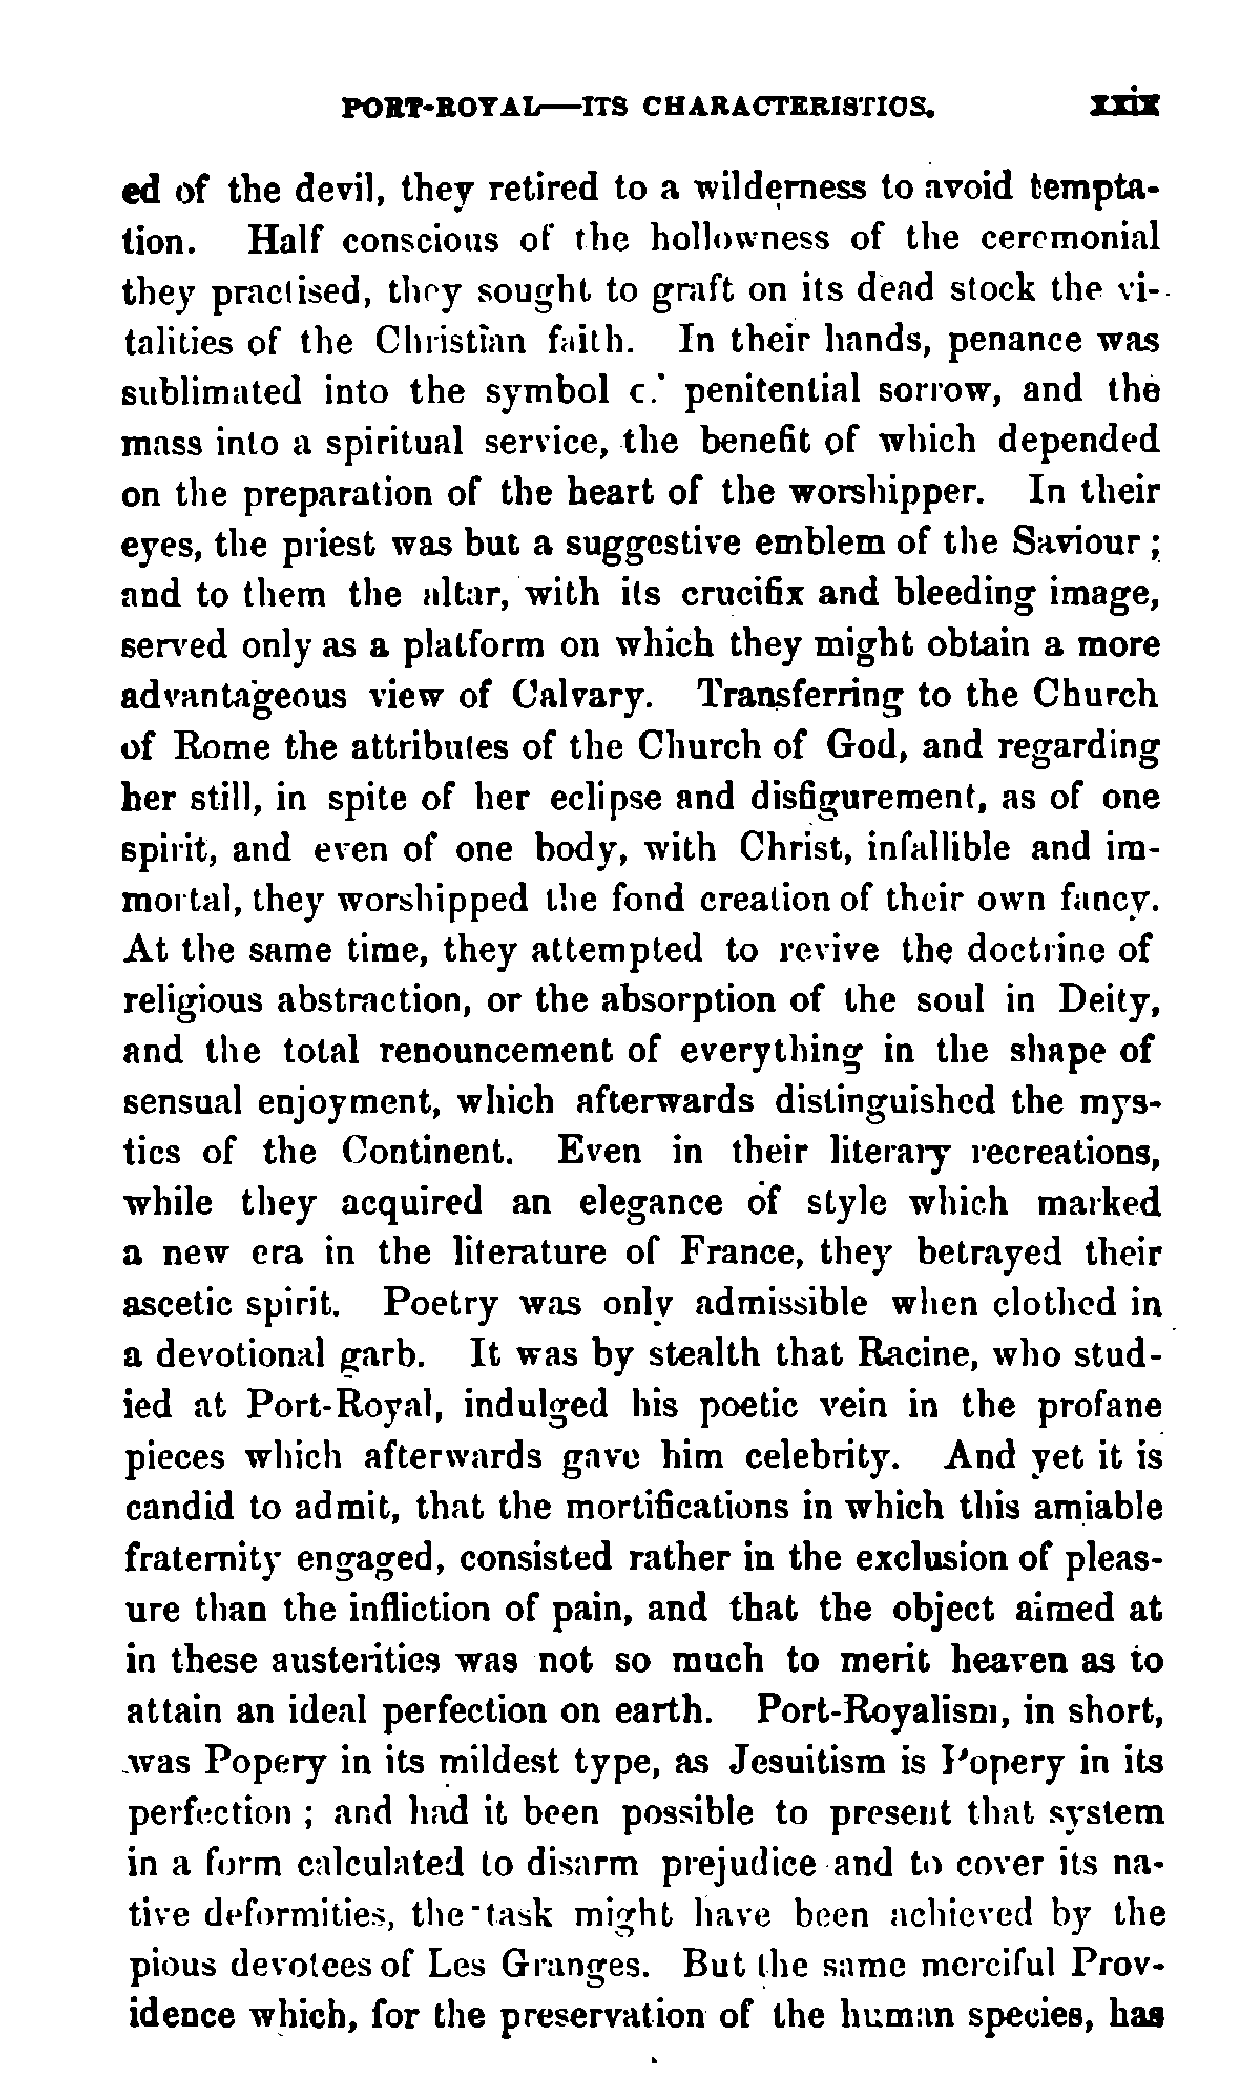 PORT-ROYAL—ITS CHARACTERISTICS. xxix
ed of the devil, they retired to a wilderness to avoid tempta-
tion. Half conscious of the hollowness of the ceremonial
they practised, they sought to graft on its dead stock the vi-
talities of the Christian faith. In their hands, penance was
sublimated into the symbol of penitential sorrow, and the
mass into a spiritual service, the benefit of which depended
on the preparation of the heart of the worshipper. In their
eyes, the priest was but a suggestive emblem of the Saviour ;
and to them the altar, with its crucifix and bleeding image,
served only as a platform on which they might obtain a more
advantageous view of Calvary. Transferring to the Church
of Rome the attributes of the Church of God, and regarding
her still, in spite of her eclipse and disfigurement, as of one
spirit, and even of one body, with Christ, infallible and im-
mortal, they worshipped the fond creation of their own fancy.
At the same time, they attempted to revive the doctrine of
religious abstraction, or the absorption of the soul in Deity,
and the total renouncement of everything in the shape of
sensual enjoyment, which afterwards distinguished the mys-
tics of the Continent. Even in their literary recreations,
while they acquired an elegance of style which marked
a new era in the literature of France, they betrayed their
ascetic spirit. Poetry was only admissible when clothed in
a devotional garb. It was by stealth that Racine, who stud-
ied at Port-Royal, indulged his poetic vein in the profane
pieces which afterwards gave him celebrity. And yet it is
candid to admit, that the mortifications in which this amiable
fraternity engaged, consisted rather in the exclusion of pleas-
ure than the infliction of pain, and that the object aimed at
in these austerities was not so much to merit heaven as to
attain an ideal perfection on earth. Port-Royalism, in short,
was Popery in its mildest type, as Jesuitism is Popery in its
perfection ; and had it been possible to present that system
in a form calculated to disarm prejudice and to cover its na-
tive deformities, the task might have been achieved by the
pious devotees of Les Granges. But the same merciful Prov-
idence which, for the preservation of the human species, has